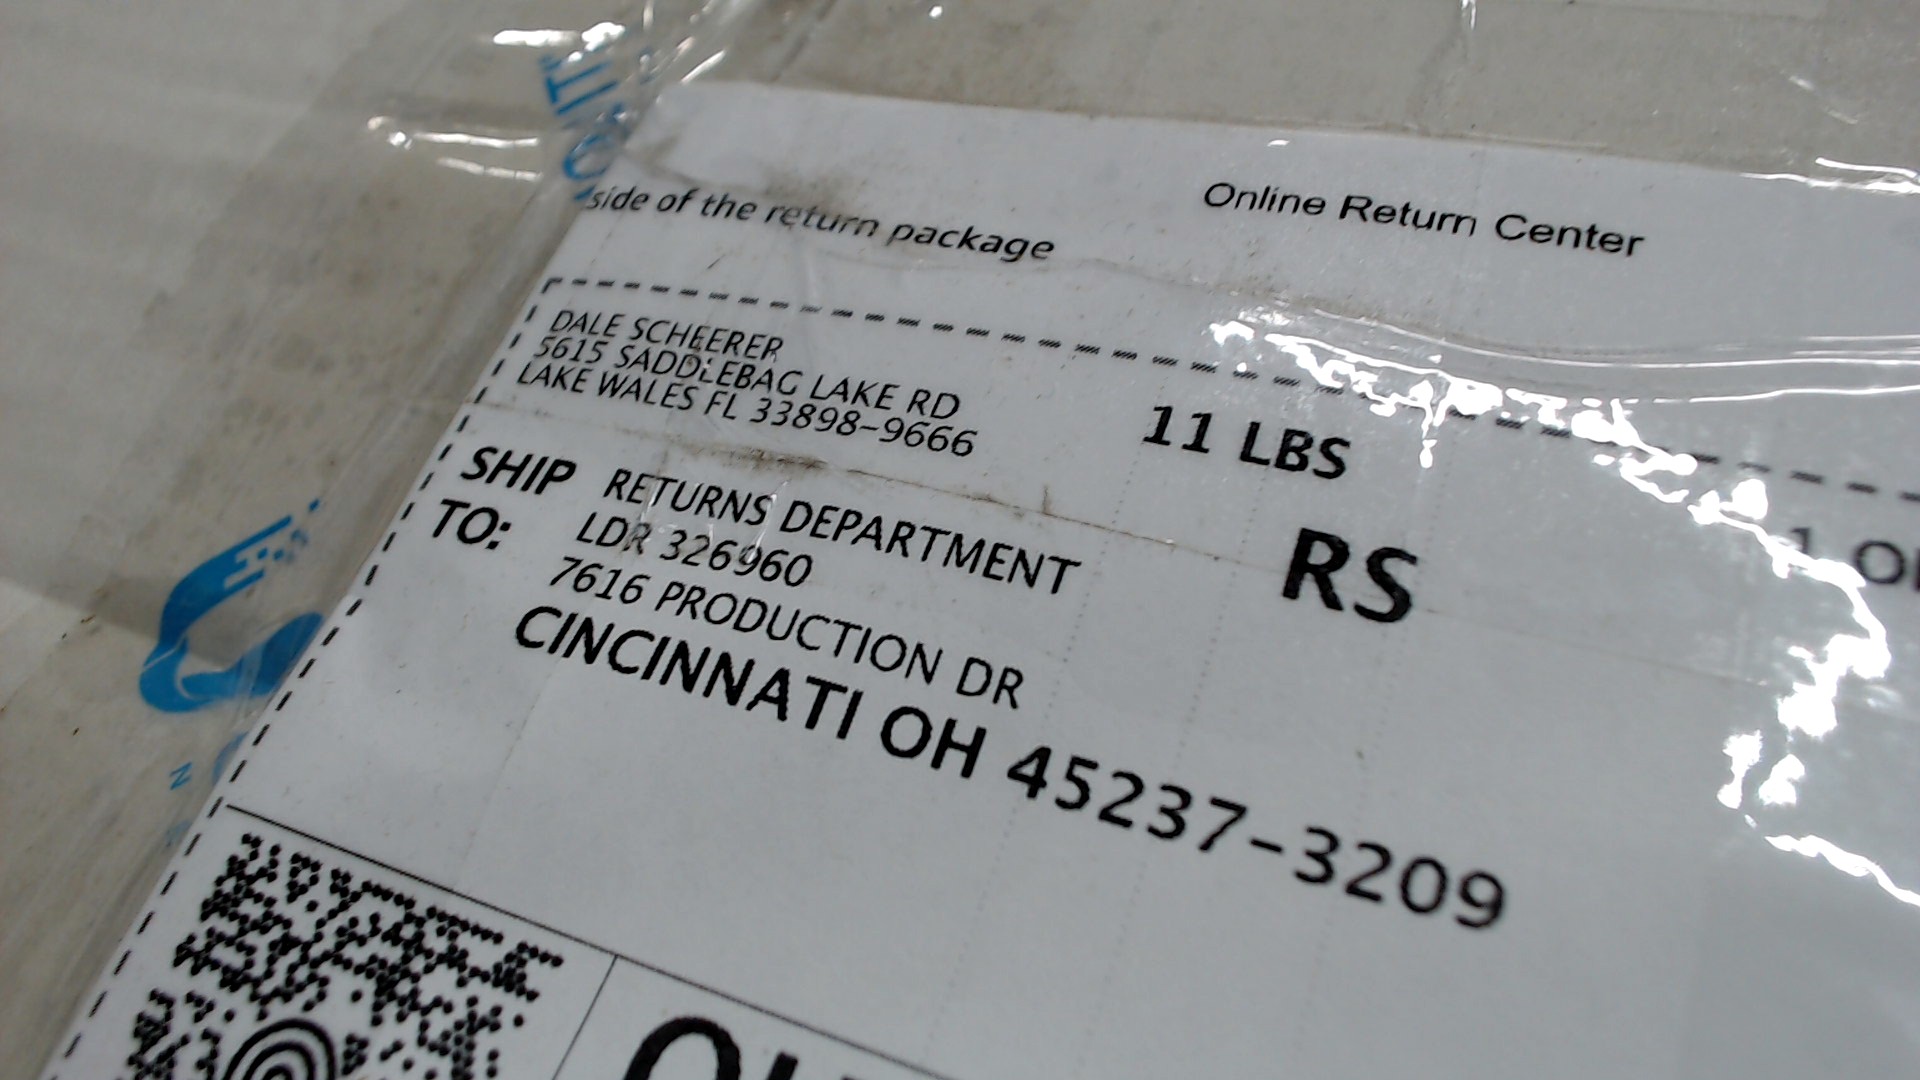 side of the return package
Online Return Center
DALE SCHEERER
5615 SADDLEBAG LAKE RD
LAKE WALES FL 33898-9666
11 LBS
RS
SHIP TO:
RETURNS DEPARTMENT
LDR 326960
7616 PRODUCTION DR
CINCINNATI OH 45237-3209